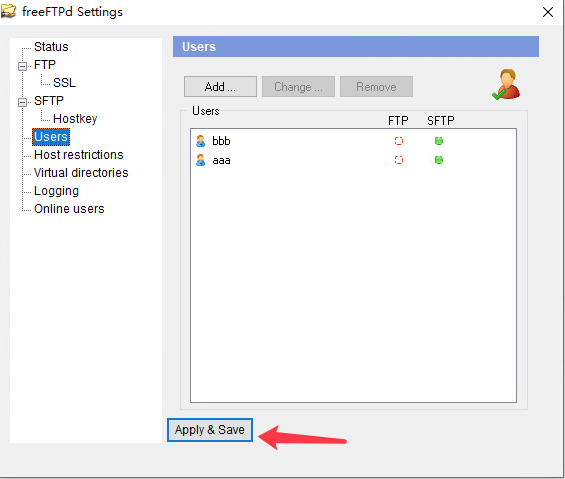 freeFTPd Settings
Status
FTP
SSL
SFTP
Hostkey
Users
Host restrictions
Virtual directories
Logging
Online users
Users
Add ...
Change ...
Remove
Users
FTP
SFTP
bbb
aaa
Apply & Save